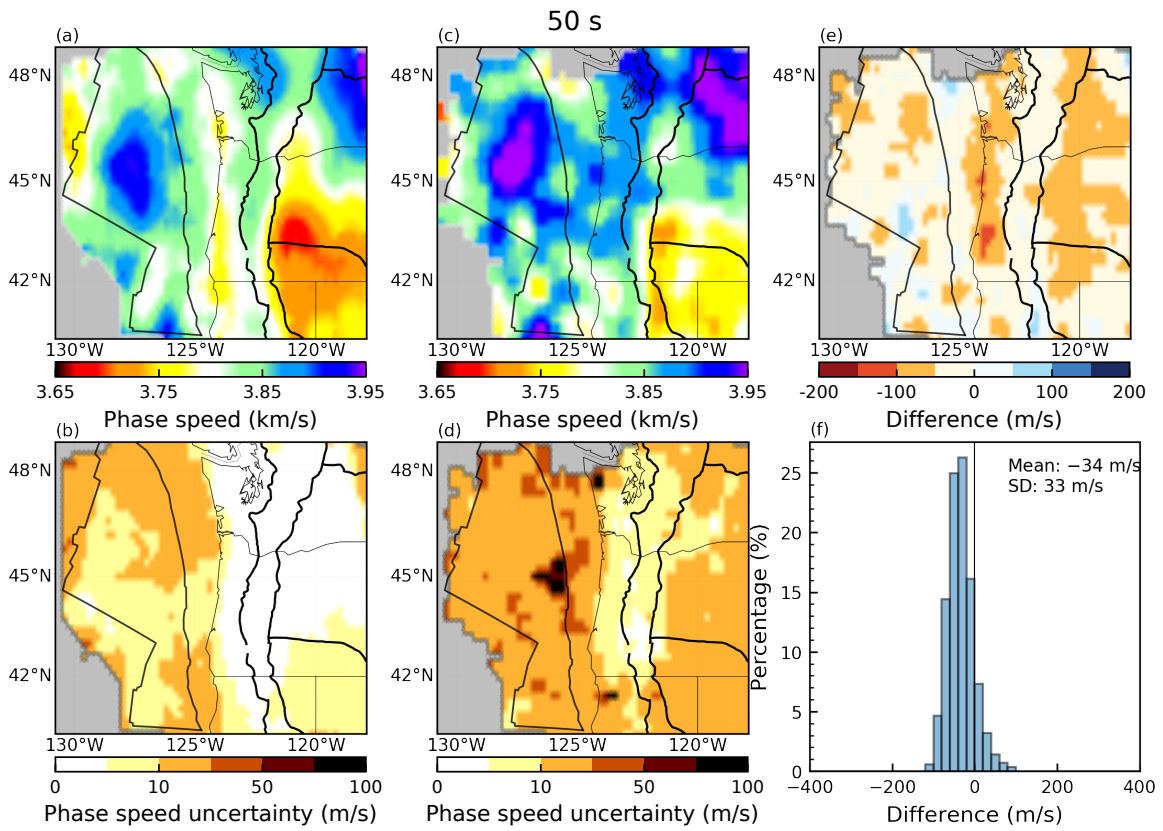 50 s
(a)
(c)
(e)
48°N
48°N
48°N
45°N
45°N
45°N
42°N
42°N
42°N
130°W 125°W 120°W
130°W 125°W 120°W
130°W 125°W 120°W
3.65 3.75 3.85 3.95
3.65 3.75 3.85 3.95
-200 -100 0 100 200
Phase speed (km/s)
Phase speed (km/s)
Difference (m/s)
(b)
(d)
(f)
48°N
48°N
45°N
45°N
42°N
42°N
130°W 125°W 120°W
130°W 125°W 120°W
0 10 50 100
0 10 50 100
Phase speed uncertainty (m/s)
Phase speed uncertainty (m/s)
Mean: −34 m/s
SD: 33 m/s
Percentage (%)
25
20
15
10
5
0
−400 −200 0 200 400
Difference (m/s)